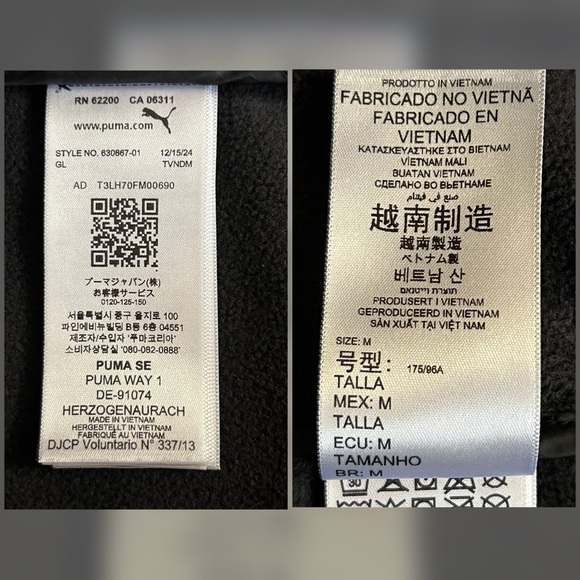 RN 62200 CA 06311
www.puma.com
STYLE NO. 630867-01 12/15/24
GL TVNDM
AD T3LH70FM00690
プーマジャパン(株)
お客様サービス
0120-125-150
서울특별시 중구 을지로 100
파인에비뉴빌딩 B동 6층 04551
제조자/수입자 '푸마코리아'
소비자상담실 '080-082-0888'
PUMA SE
PUMA WAY 1
DE-91074
HERZOGENAURACH
MADE IN VIETNAM
HERGESTELLT IN VIETNAM
FABRIQUÉ AU VIETNAM
DJCP Voluntario N° 337/13
PRODOTTO IN VIETNAM
FABRICADO NO VIETNÃ
FABRICADO EN
VIETNAM
ΚΑΤΑΣΚΕΥΑΣΤΗΚΕ ΣΤΟ ΒΙΕΤΝΑΜ
VİETNAM MALI
BUATAN VIETNAM
СДЕЛАНО ВО ВЬЕТНАМЕ
صنع في فيتنام
越南制造
越南製造
ベトナム製
베트남 산
תוצרת וייטנאם
PRODUSERT I VIETNAM
GEPRODUCEERD IN VIETNAM
SẢN XUẤT TẠI VIỆT NAM
SIZE: M
号型: 175/96A
TALLA
MEX: M
TALLA
ECU: M
TAMANHO
BR: M
30